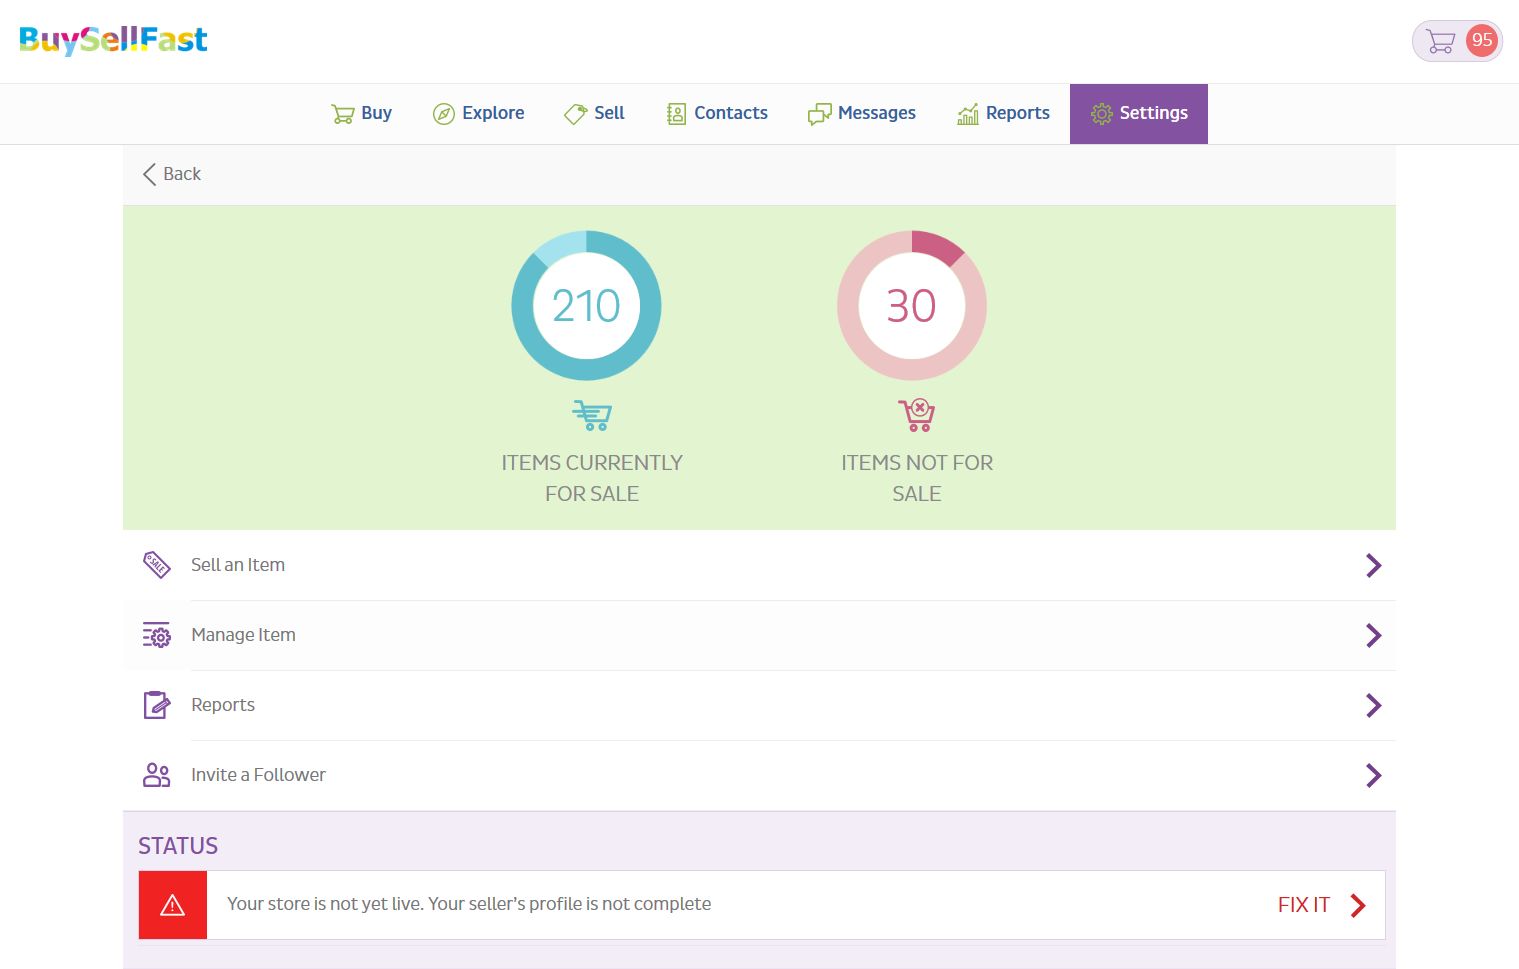 BuySellFast
95
Buy
Explore
Sell
Contacts
Messages
Reports
Settings
Back
210
30
ITEMS CURRENTLY
FOR SALE
ITEMS NOT FOR
SALE
SALE
Sell an Item
Manage Item
Reports
Invite a Follower
STATUS
Your store is not yet live. Your seller’s profile is not complete
FIX IT